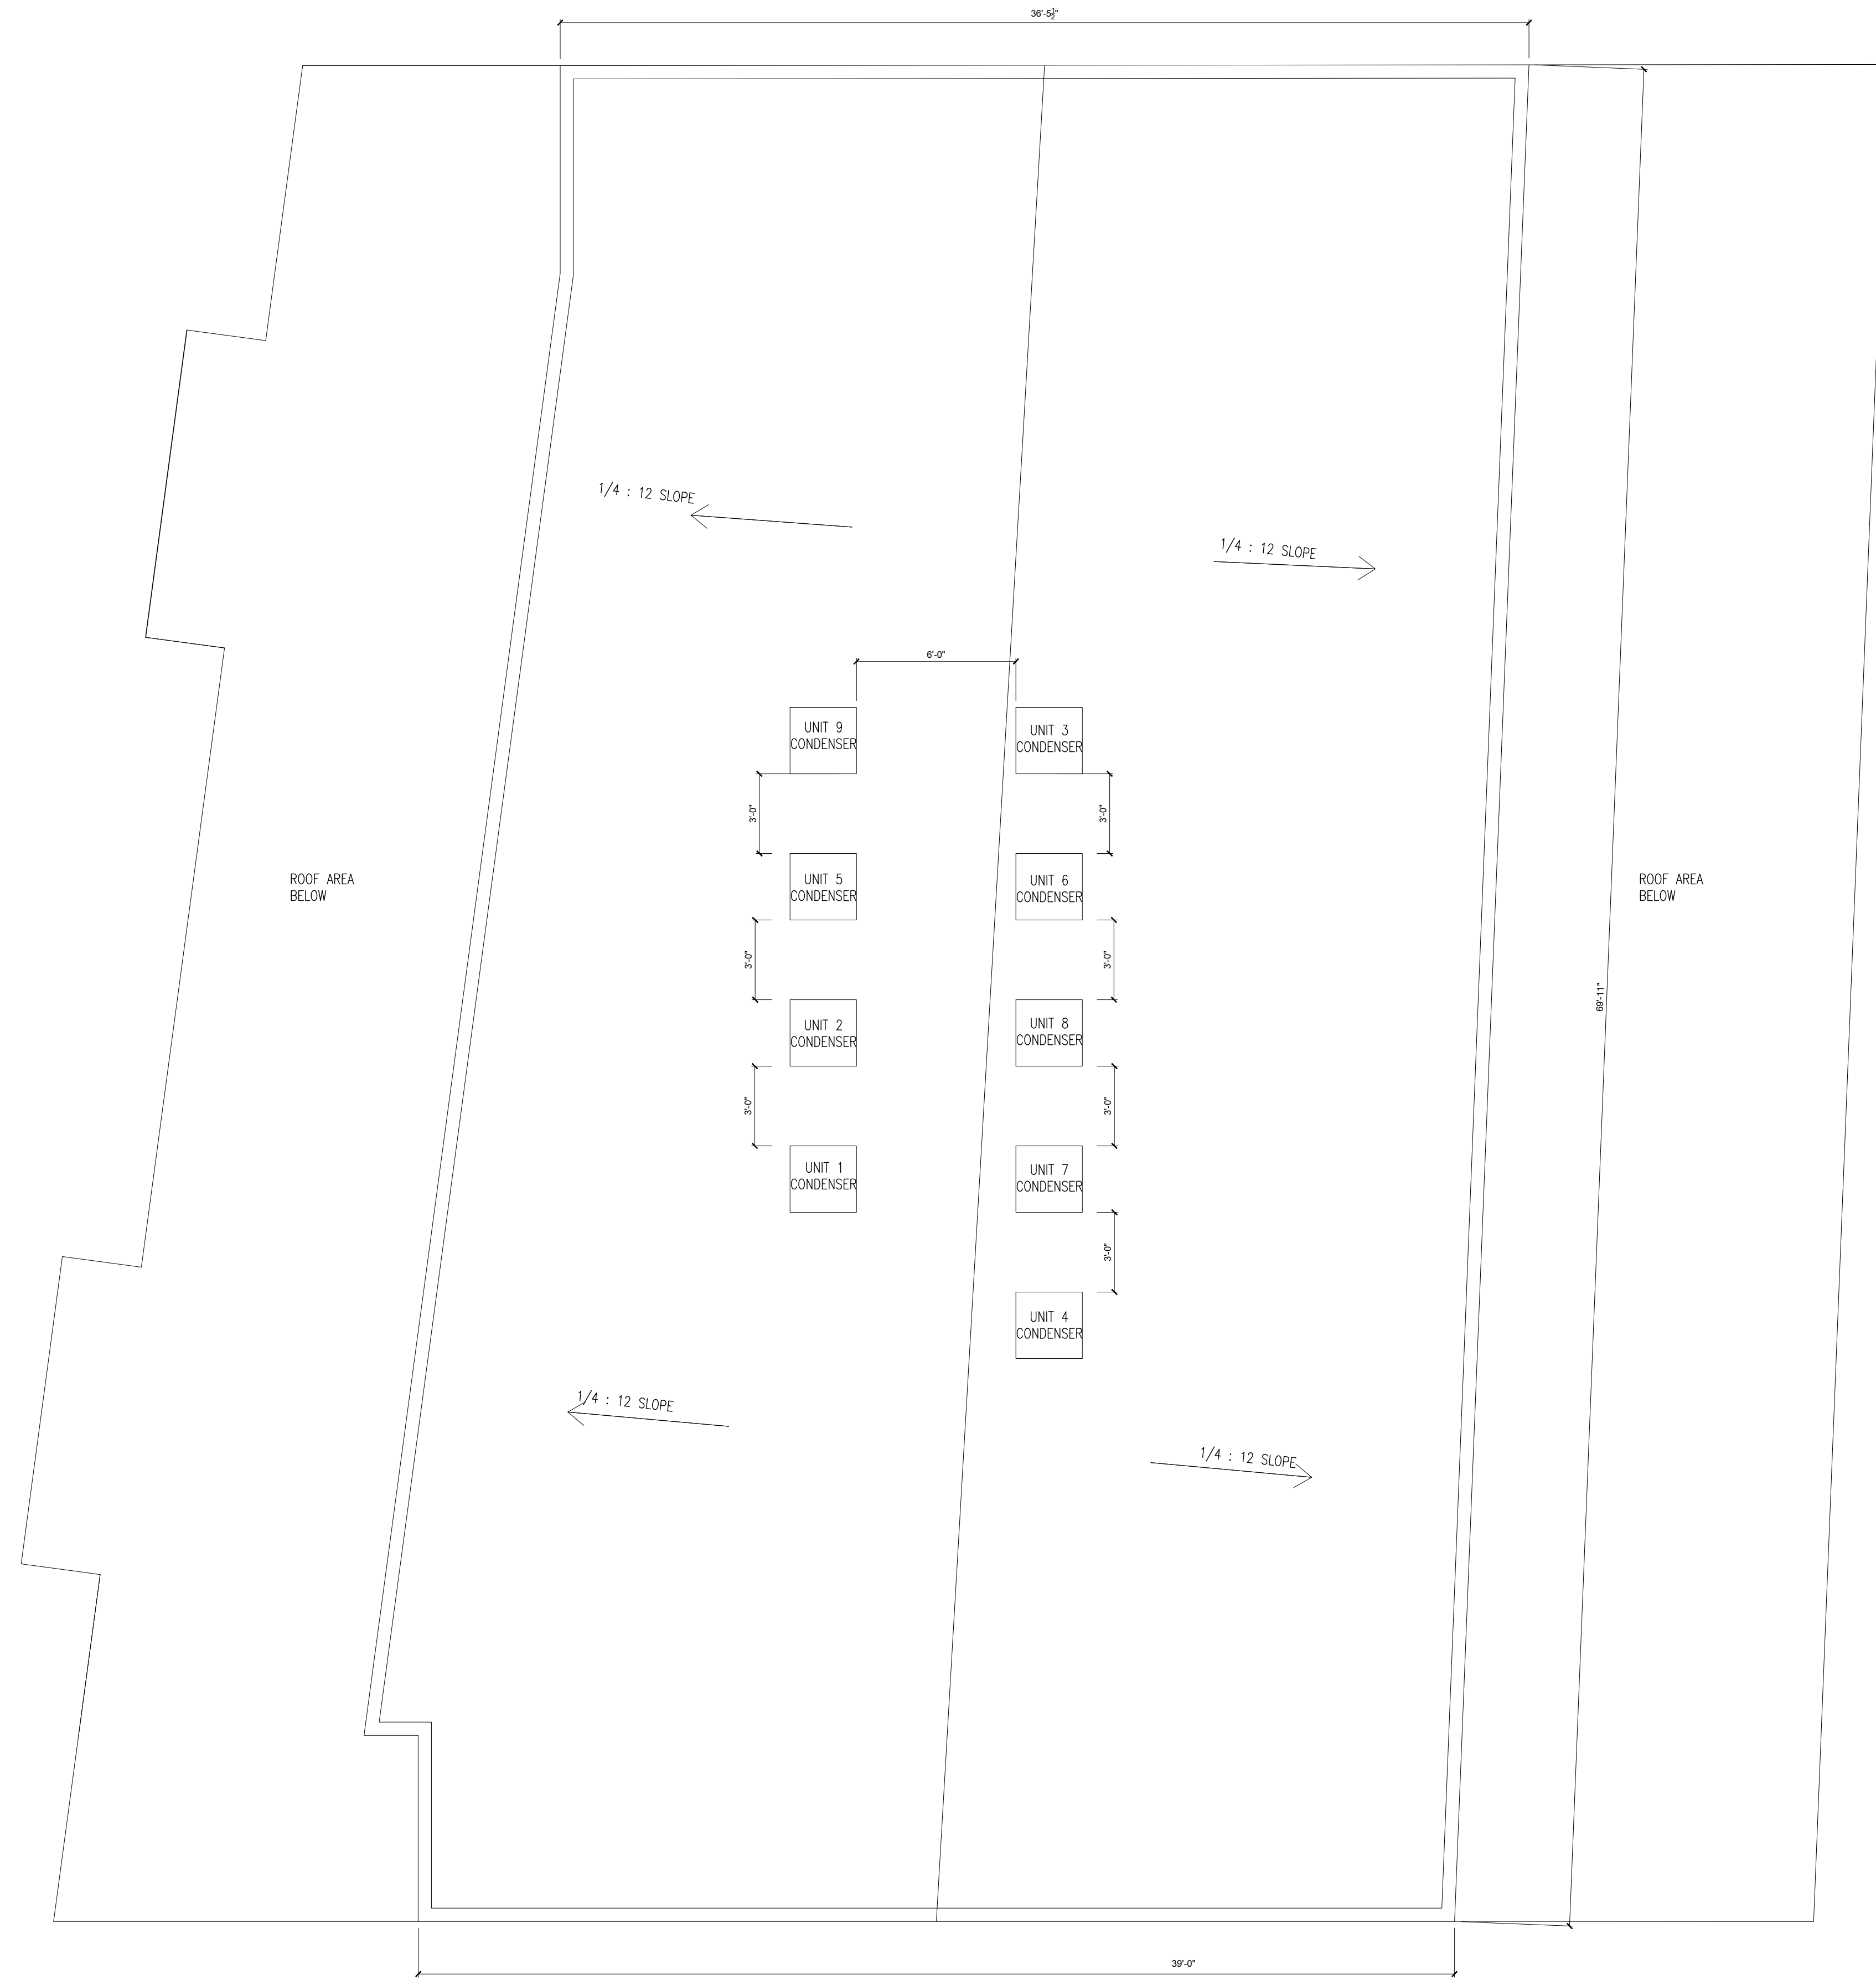 36'-5½"
1/4 : 12 SLOPE
1/4 : 12 SLOPE
6'-0"
UNIT 9
CONDENSER
UNIT 3
CONDENSER
3'-0"
3'-0"
ROOF AREA
BELOW
UNIT 5
CONDENSER
UNIT 6
CONDENSER
ROOF AREA
BELOW
3'-0"
3'-0"
69'-11"
UNIT 2
CONDENSER
UNIT 8
CONDENSER
3'-0"
3'-0"
UNIT 1
CONDENSER
UNIT 7
CONDENSER
3'-0"
UNIT 4
CONDENSER
1/4 : 12 SLOPE
1/4 : 12 SLOPE
39'-0"